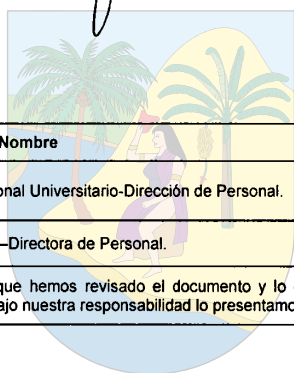 Nombre
onal Universitario-Dirección de Personal.
–Directora de Personal.
que hemos revisado el documento y lo
ajo nuestra responsabilidad lo presentamo